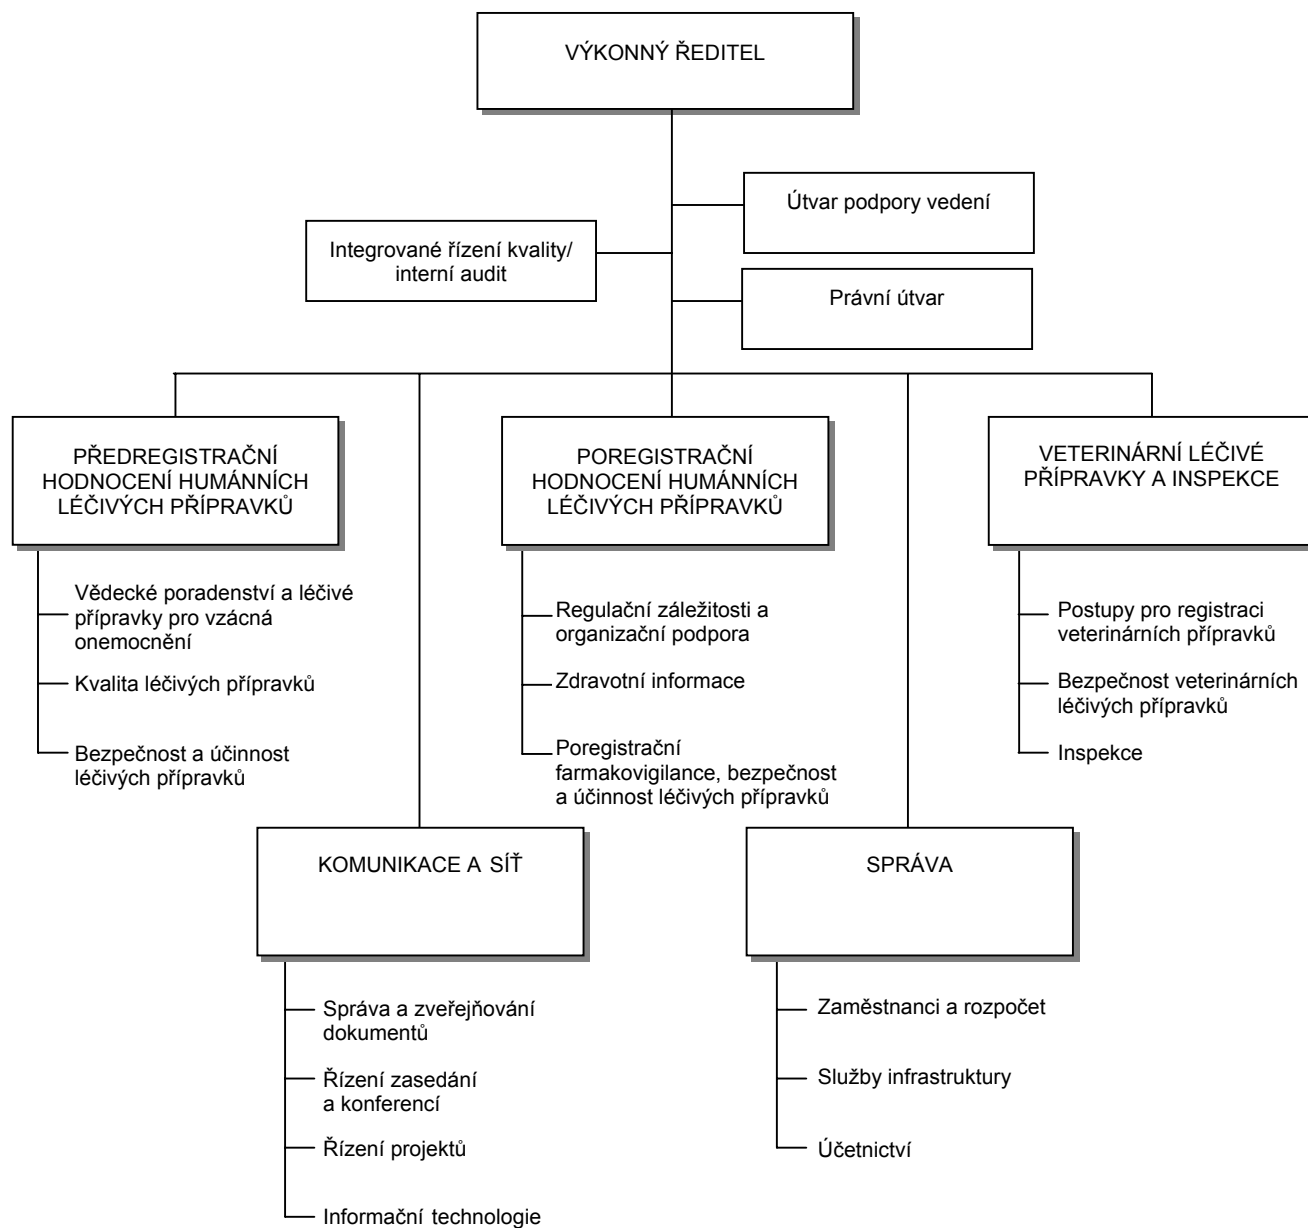 VÝKONNÝ ŘEDITEL
Útvar podpory vedení
Integrované řízení kvality/
interní audit
Právní útvar
PŘEDREGISTRAČNÍ
HODNOCENÍ HUMÁNNÍCH
LÉČIVÝCH PŘÍPRAVKŮ
Vědecké poradenství a léčivé
přípravky pro vzácná
onemocnění
Kvalita léčivých přípravků
Bezpečnost a účinnost
léčivých přípravků
POREGISTRAČNÍ
HODNOCENÍ HUMÁNNÍCH
LÉČIVÝCH PŘÍPRAVKŮ
Regulační záležitosti a
organizační podpora
Zdravotní informace
Poregistrační
farmakovigilance, bezpečnost
a účinnost léčivých přípravků
VETERINÁRNÍ LÉČIVÉ
PŘÍPRAVKY A INSPEKCE
Postupy pro registraci
veterinárních přípravků
Bezpečnost veterinárních
léčivých přípravků
Inspekce
KOMUNIKACE A SÍŤ
Správa a zveřejňování
dokumentů
Řízení zasedání
a konferencí
Řízení projektů
Informační technologie
SPRÁVA
Zaměstnanci a rozpočet
Služby infrastruktury
Účetnictví